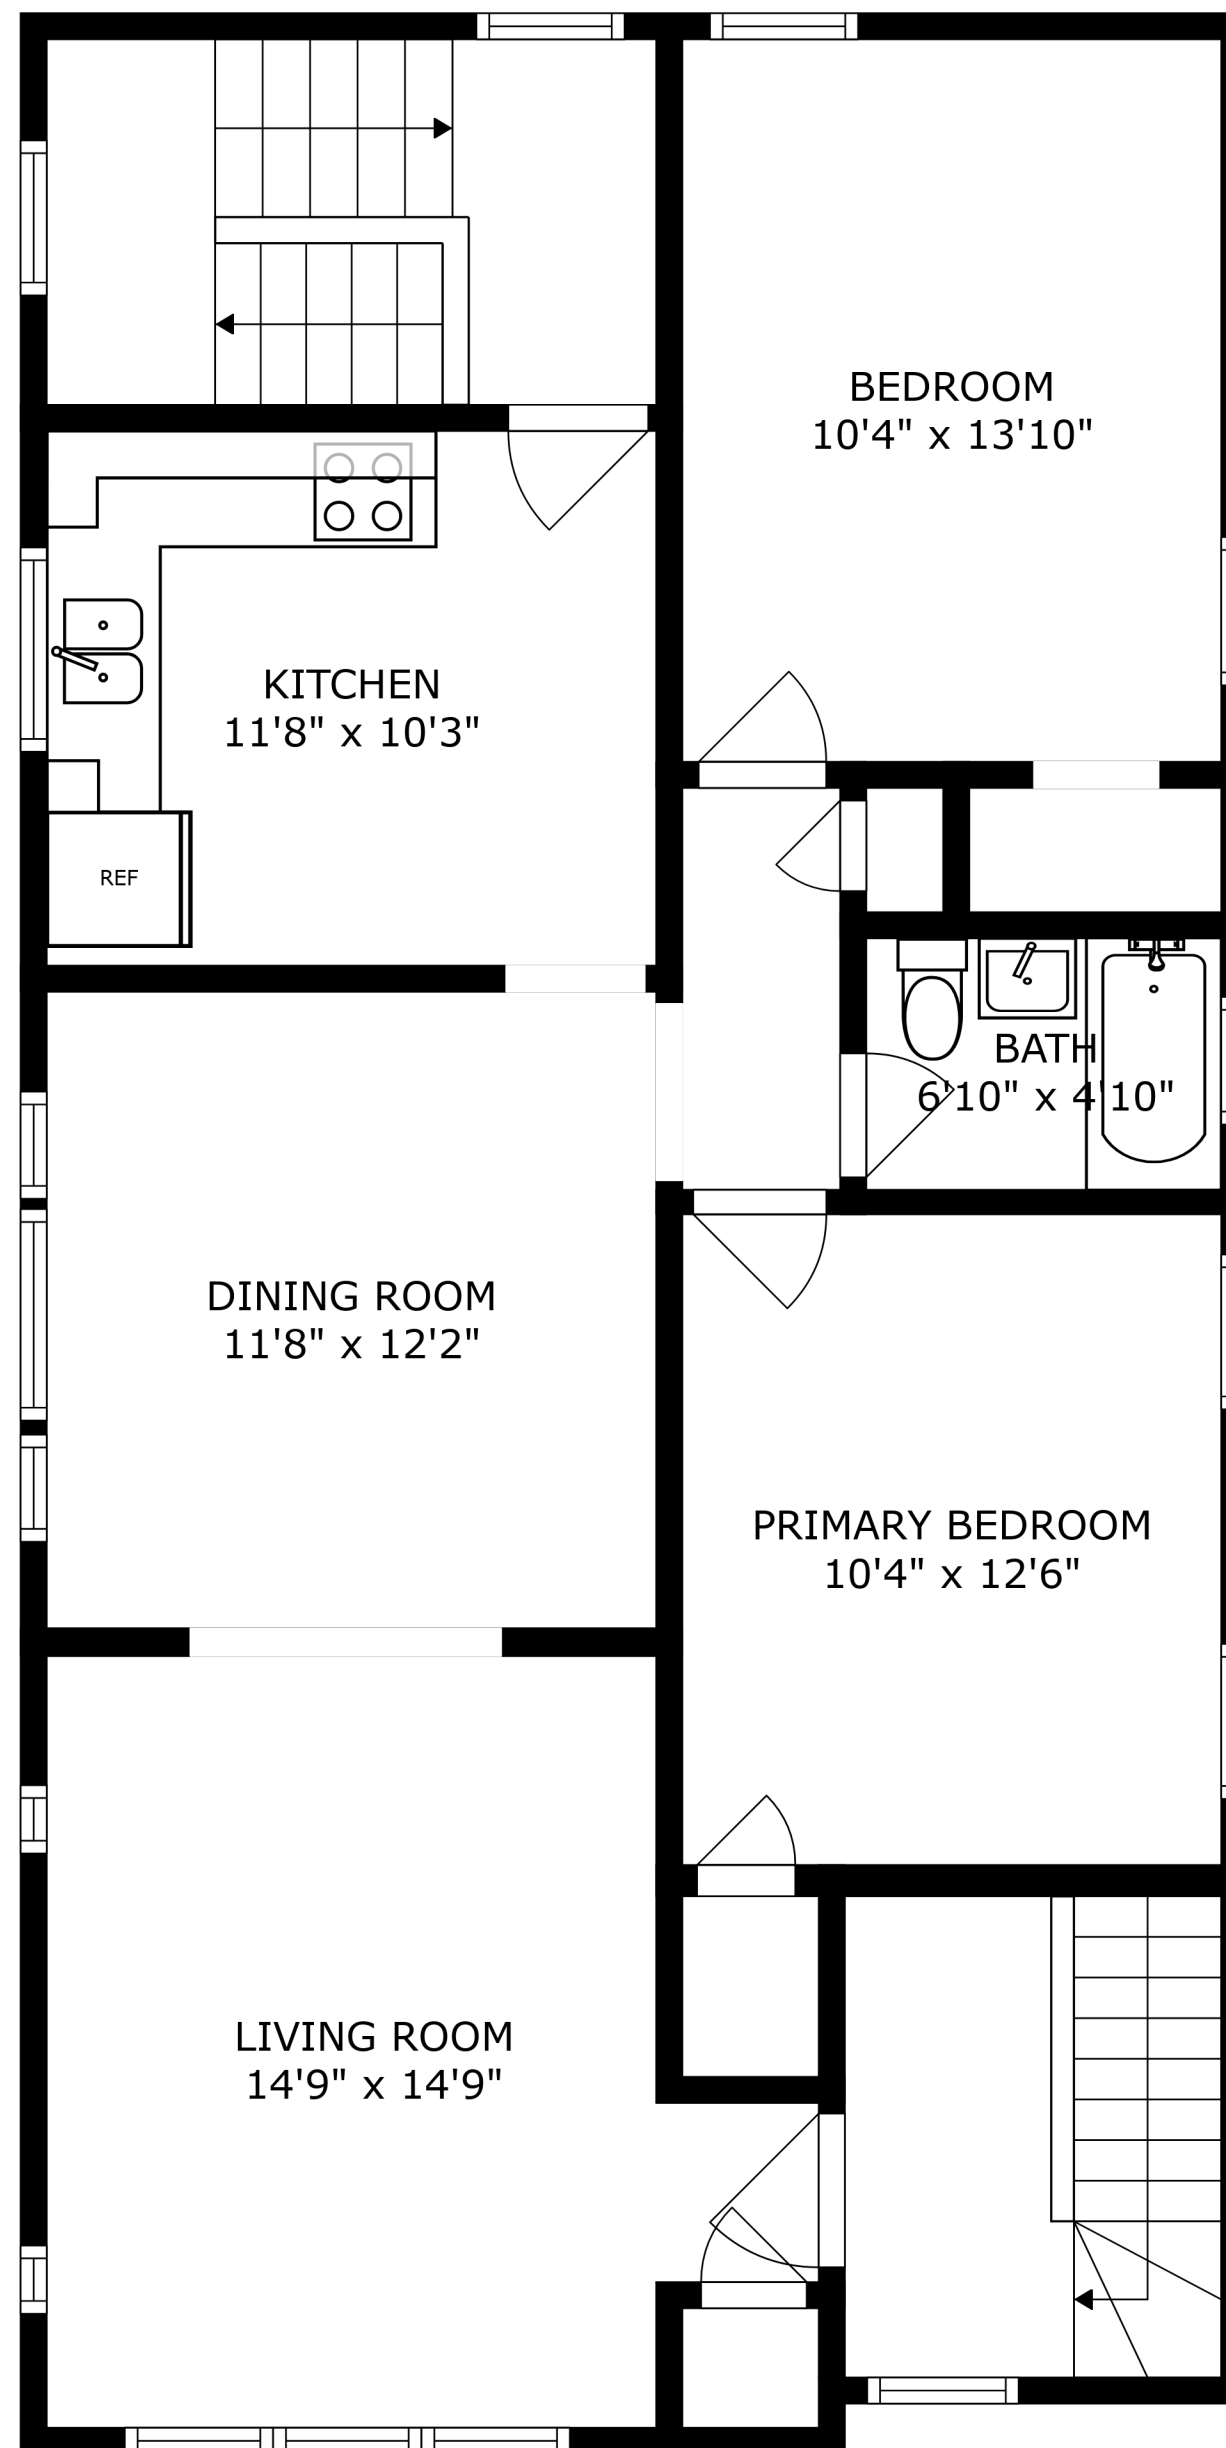 BEDROOM
10'4" x 13'10"
KITCHEN
11'8" x 10'3"
REF
BATH
6'10" x 4'10"
DINING ROOM
11'8" x 12'2"
PRIMARY BEDROOM
10'4" x 12'6"
LIVING ROOM
14'9" x 14'9"